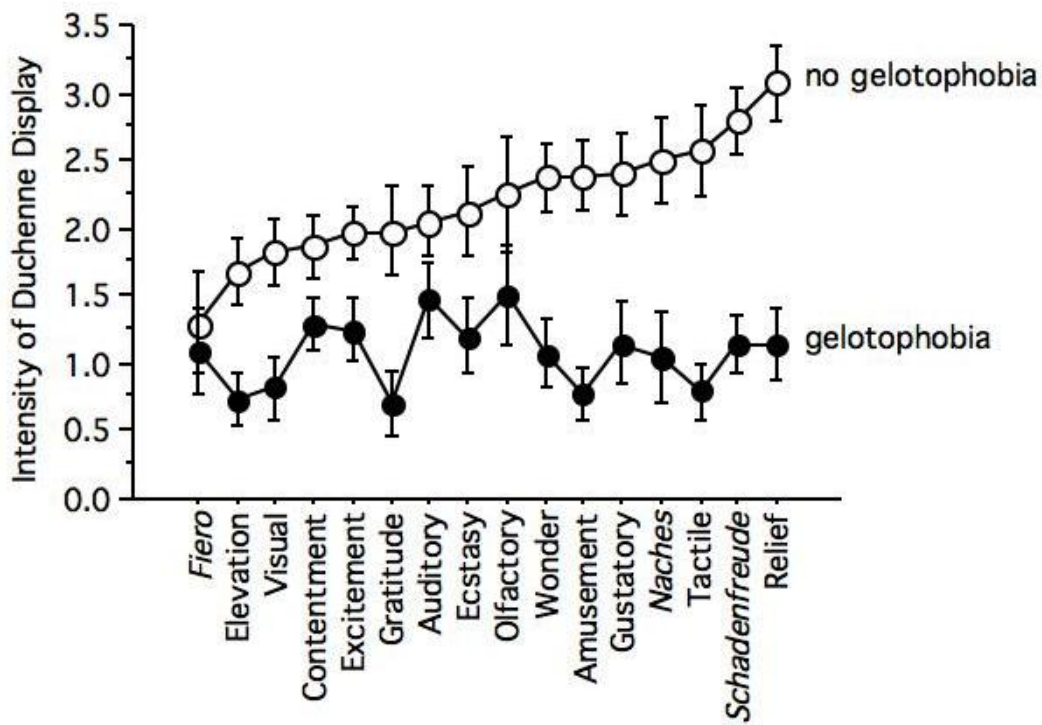 Intensity of Duchenne Display
3.5
3.0
2.5
2.0
1.5
1.0
0.5
0.0
no gelotophobia
gelotophobia
Fiero
Elevation
Visual
Contentment
Excitement
Gratitude
Auditory
Ecstasy
Olfactory
Wonder
Amusement
Gustatory
Naches
Tactile
Schadenfreude
Relief